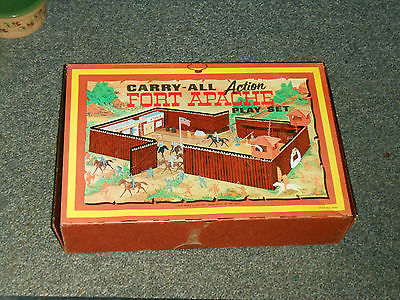 CARRY-ALL Action
FORT APACHE
PLAY SET